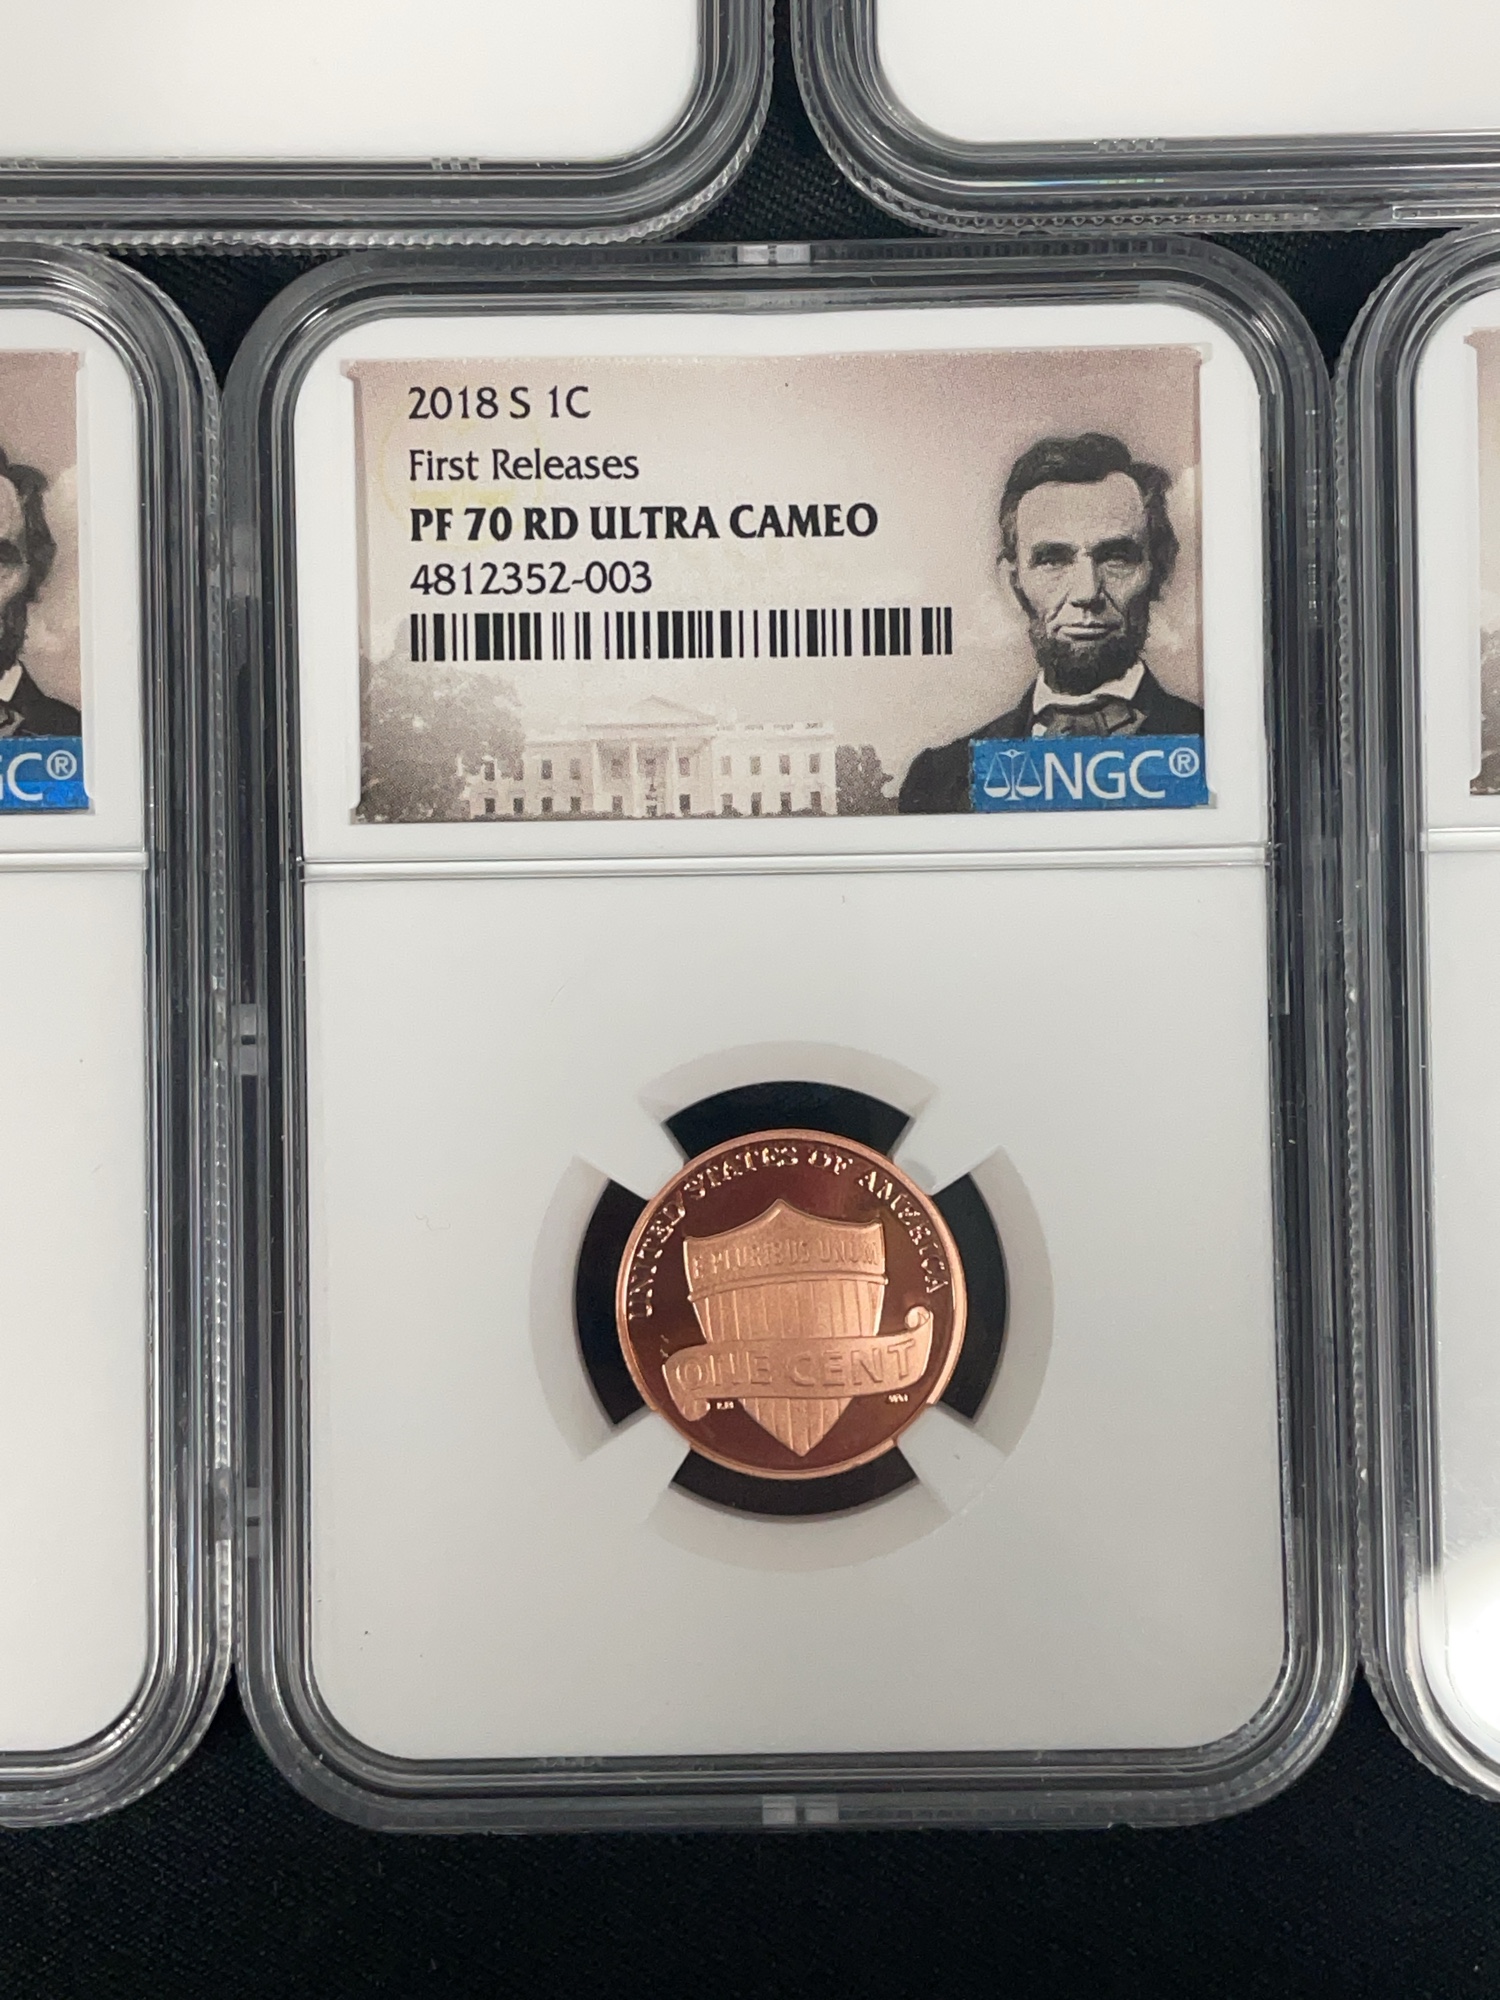 2018 S 1C
First Releases
PF 70 RD ULTRA CAMEO
4812352-003
NGC®
GC®
UNITED STATES OF AMERICA
E PLURIBUS UNUM
ONE CENT